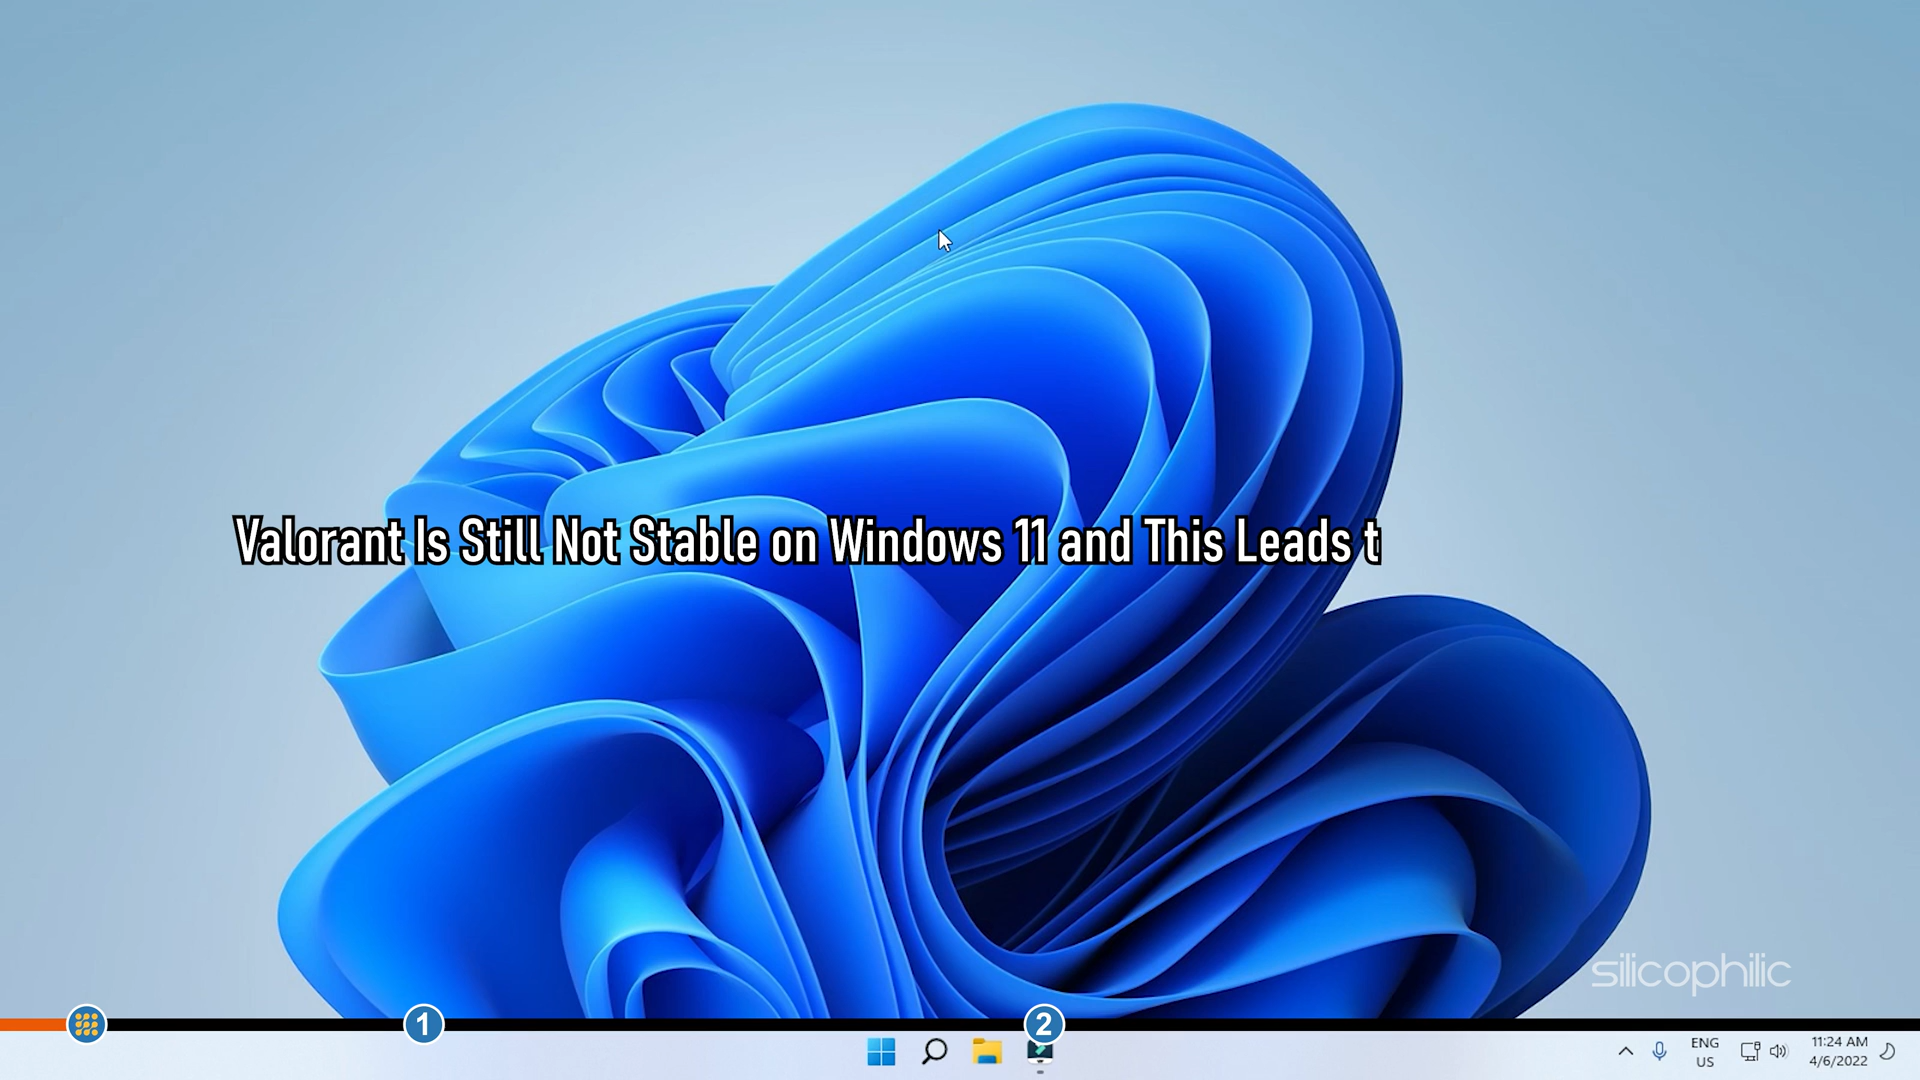 Valorant Is Still Not Stable on Windows 11 and This Leads t
silicophilic
1
2
ENG
US
11:24 AM
4/6/2022